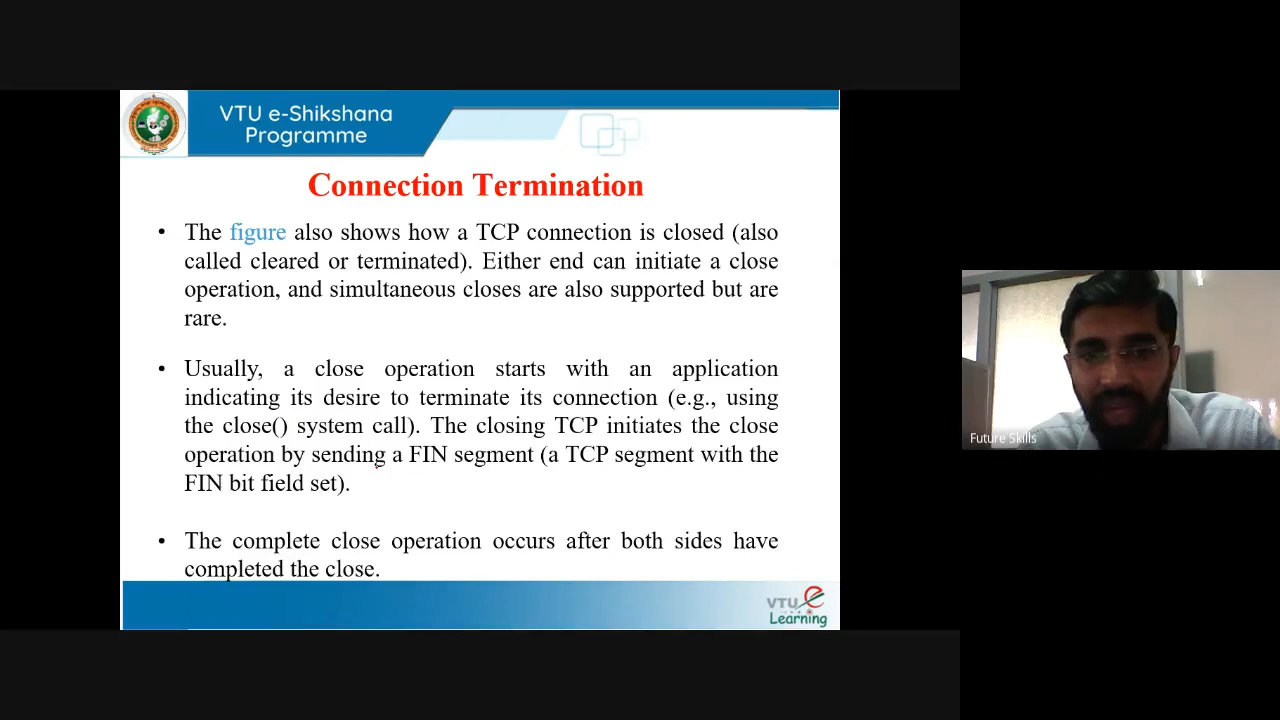 VTU e-Shikshana
Programme
Connection Termination
• The figure also shows how a TCP connection is closed (also
called cleared or terminated). Either end can initiate a close
operation, and simultaneous closes are also supported but are
rare.
• Usually, a close operation starts with an application
indicating its desire to terminate its connection (e.g., using
the close() system call). The closing TCP initiates the close
operation by sending a FIN segment (a TCP segment with the
FIN bit field set).
• The complete close operation occurs after both sides have
completed the close.
VTU e
Learning
Future Skills